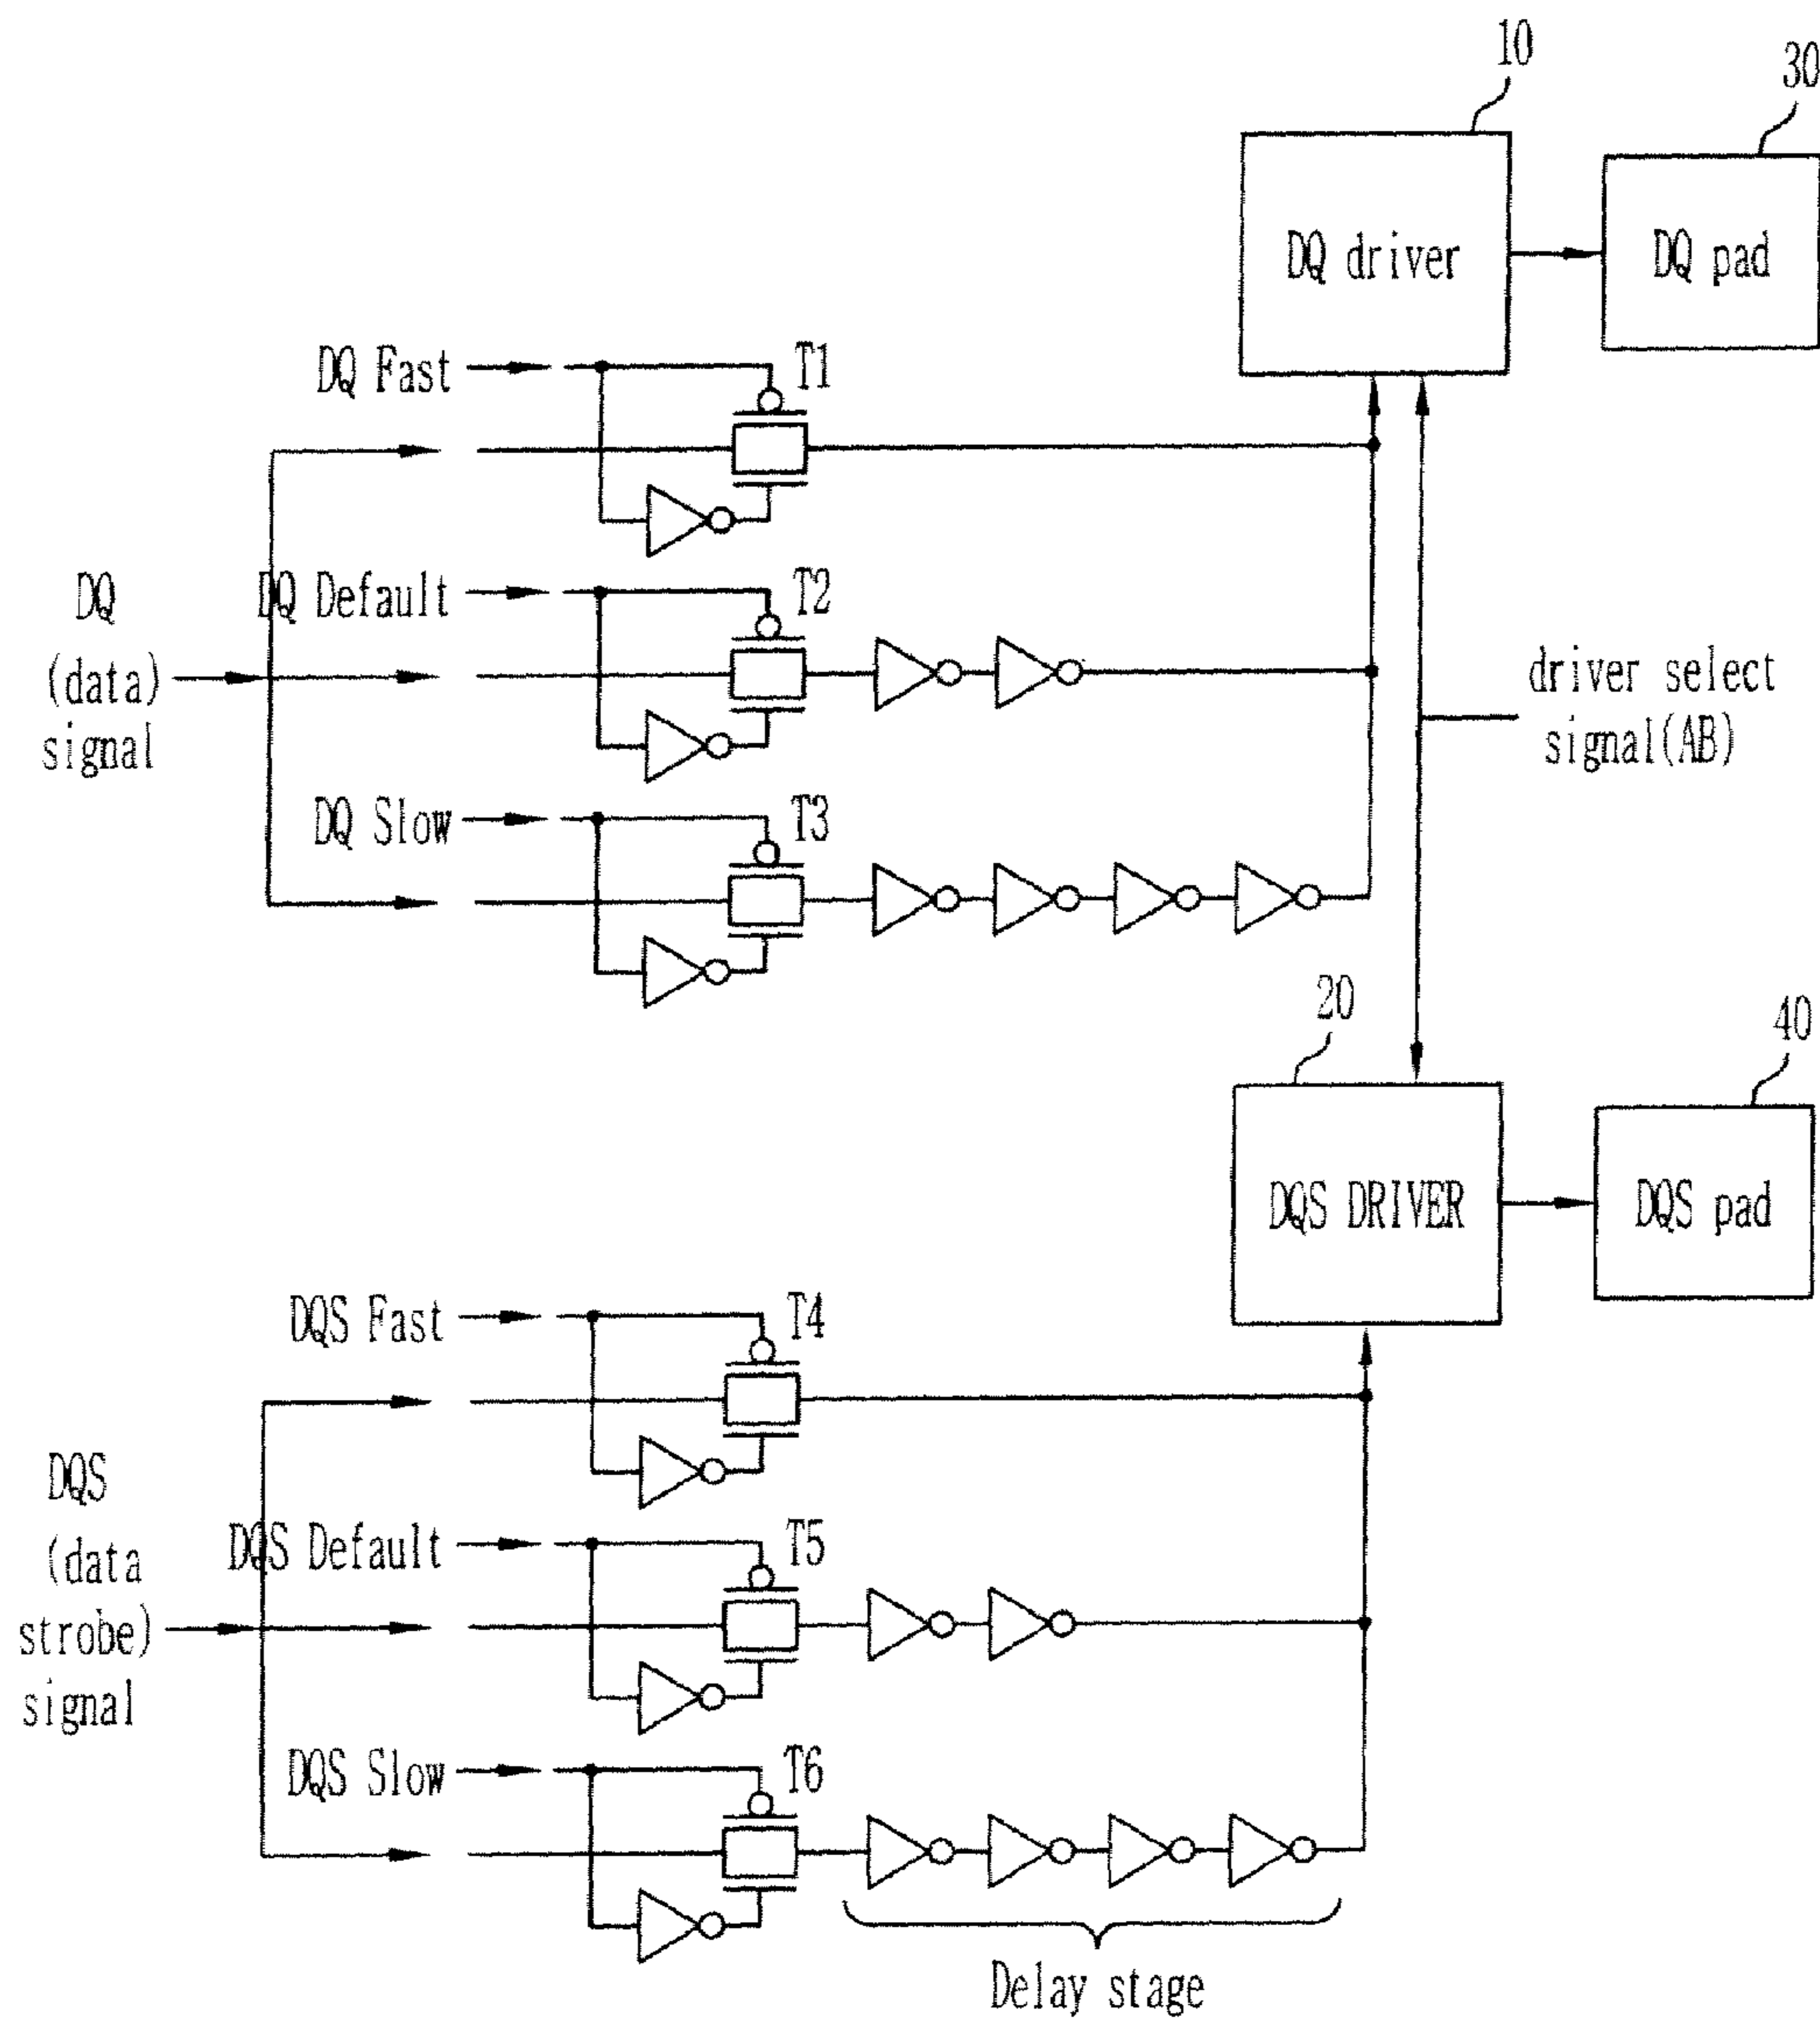 10
30
DQ driver
DQ pad
DQ Fast
T1
DQ
(data)
signal
DQ Default
T2
driver select
signal(AB)
DQ Slow
T3
20
40
DQS DRIVER
DQS pad
DQS Fast
T4
DQS
(data
strobe)
signal
DQS Default
T5
DQS Slow
T6
Delay stage